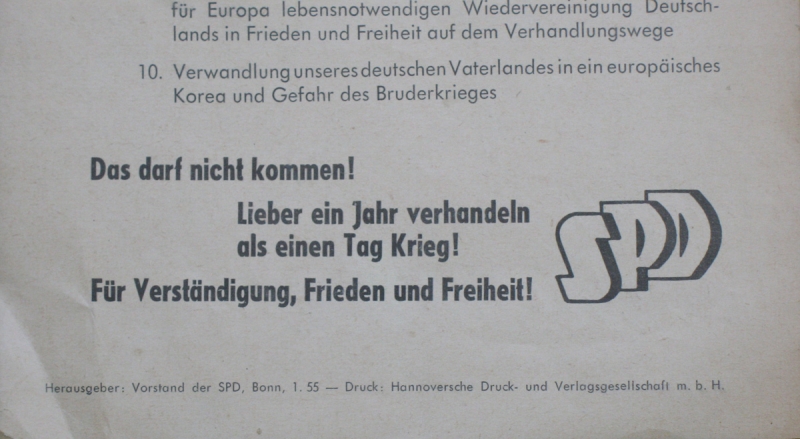 für Europa lebensnotwendigen Wiedervereinigung Deutsch-
lands in Frieden und Freiheit auf dem Verhandlungswege
10. Verwandlung unseres deutschen Vaterlandes in ein europäisches
Korea und Gefahr des Bruderkrieges
Das darf nicht kommen!
Lieber ein Jahr verhandeln
als einen Tag Krieg!
Für Verständigung, Frieden und Freiheit!
SPD
Herausgeber: Vorstand der SPD, Bonn, 1. 55 — Druck: Hannoversche Druck- und Verlagsgesellschaft m. b. H.